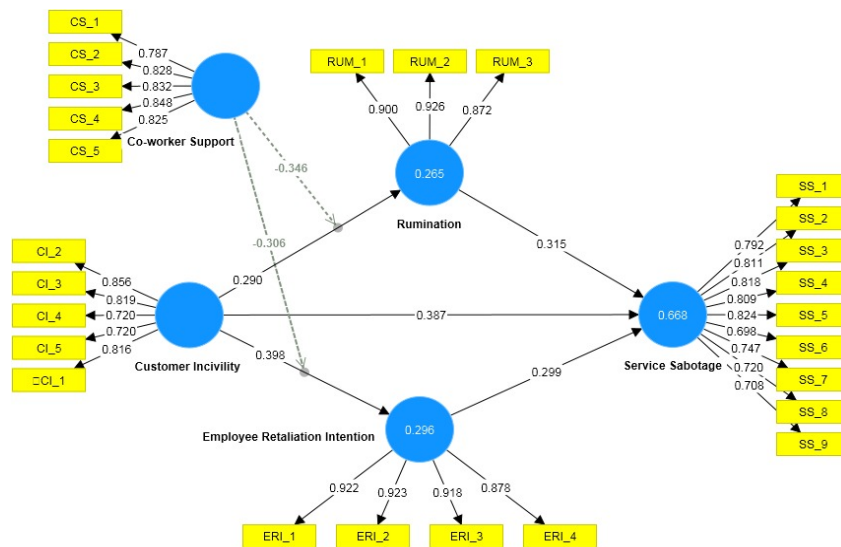 CS_1
CS_2
CS_3
CS_4
CS_5
0.787
0.828
0.832
0.848
0.825
Co-worker Support
RUM_1
RUM_2
RUM_3
0.900
0.926
0.872
0.265
Rumination
-0.346
-0.306
0.290
0.315
CI_2
CI_3
CI_4
CI_5
□CI_1
0.856
0.819
0.720
0.720
0.816
Customer Incivility
0.387
0.398
0.299
0.668
Service Sabotage
SS_1
SS_2
SS_3
SS_4
SS_5
SS_6
SS_7
SS_8
SS_9
0.792
0.811
0.818
0.809
0.824
0.698
0.747
0.720
0.708
Employee Retaliation Intention
0.296
0.922
0.923
0.918
0.878
ERI_1
ERI_2
ERI_3
ERI_4